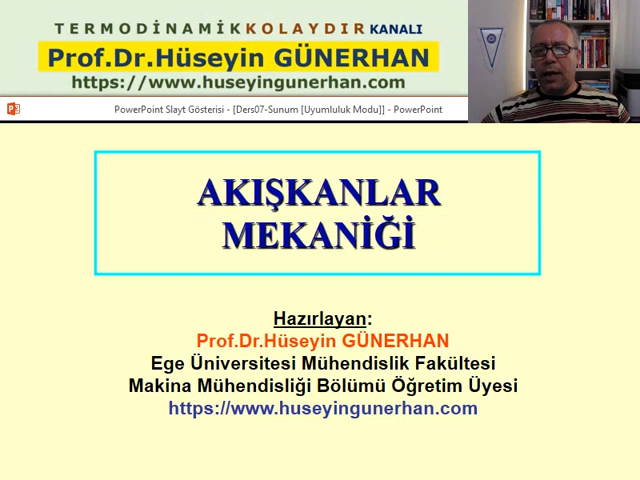 TERMODİNAMİKKOLAYDIR KANALI
Prof.Dr.Hüseyin GÜNERHAN
https://www.huseyingunerhan.com
PowerPoint Slayt Gösterisi - [Ders07-Sunum [Uyumluluk Modu]] - PowerPoint
AKIŞKANLAR
MEKANİĞİ
Hazırlayan:
Prof.Dr.Hüseyin GÜNERHAN
Ege Üniversitesi Mühendislik Fakültesi
Makina Mühendisliği Bölümü Öğretim Üyesi
https://www.huseyingunerhan.com